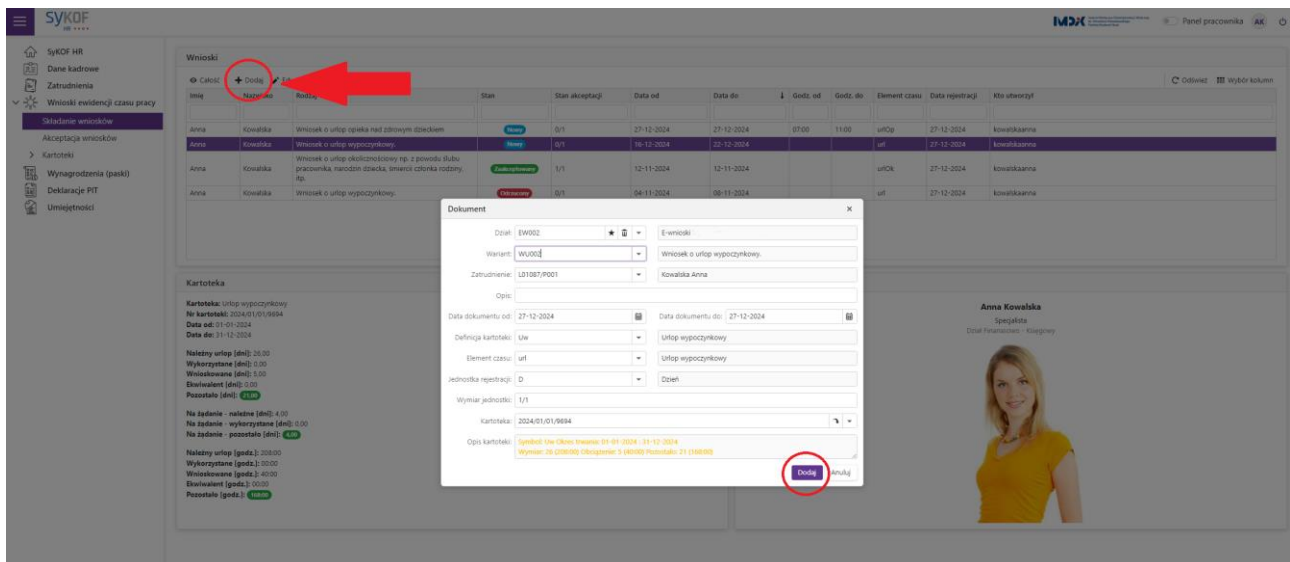 SyKOF
HR
Panel pracownika AK
SyKOF HR
Dane kadrowe
Zatrudnienia
Wnioski ewidencji czasu pracy
Składanie wniosków
Akceptacja wniosków
Kartoteki
Wynagrodzenia (paski)
Deklaracje PIT
Umiejętności
Wnioski
Całość Dodaj
Odśwież Wybór kolumn
Imię Nazwisko Stan Stan akceptacji Data od Data do Godz. od Godz. do Element czasu Data rejestracji Kto utworzył
Anna Kowalska Wniosek o urlop opieka nad zdrowym dzieckiem Nowy 0/1 27-12-2024 27-12-2024 07:00 11:00 urlOp 27-12-2024 kowalskaanna
Anna Kowalska Wniosek o urlop wypoczynkowy. Nowy 0/1 16-12-2024 22-12-2024 url 27-12-2024 kowalskaanna
Wniosek o urlop okolicznościowy np. z powodu ślubu
Anna Kowalska pracownika, narodzin dziecka, śmierci członka rodziny, Zaakceptowany 1/1 12-11-2024 12-11-2024 urlOk 27-12-2024 kowalskaanna
itp.
Anna Kowalska Wniosek o urlop wypoczynkowy. Odrzucony 0/1 04-11-2024 08-11-2024 url 27-12-2024 kowalskaanna
Dokument
Dział: EW002 E-wnioski
Wariant: WU002 Wniosek o urlop wypoczynkowy.
Zatrudnienie: L01087/P001 Kowalska Anna
Opis:
Data dokumentu od: 27-12-2024 Data dokumentu do: 27-12-2024
Definicja kartoteki: Uw Urlop wypoczynkowy
Element czasu: url Urlop wypoczynkowy
Jednostka rejestracji: D Dzień
Wymiar jednostki: 1/1
Kartoteka: 2024/01/01/9894
Opis kartoteki: Symbol: Uw Okres trwania: 01-01-2024 : 31-12-2024
Wymiar: 26 (208:00) Obciążenie: 5 (40:00) Pozostało: 21 (168:00)
Dodaj Anuluj
Kartoteka
Kartoteka: Urlop wypoczynkowy
Nr kartoteki: 2024/01/01/9894
Data od: 01-01-2024
Data do: 31-12-2024
Należny urlop [dni]: 26,00
Wykorzystane [dni]: 0,00
Wnioskowane [dni]: 5,00
Ekwiwalent [dni]: 0,00
Pozostało [dni]: 21,00
Na żądanie - należne [dni]: 4,00
Na żądanie - wykorzystane [dni]: 0,00
Na żądanie - pozostało [dni]: 4,00
Należny urlop [godz.]: 208:00
Wykorzystane [godz.]: 00:00
Wnioskowane [godz.]: 40:00
Ekwiwalent [godz.]: 00:00
Pozostało [godz.]: 168:00
Anna Kowalska
Specjalista
Dział Finansowo - Księgowy